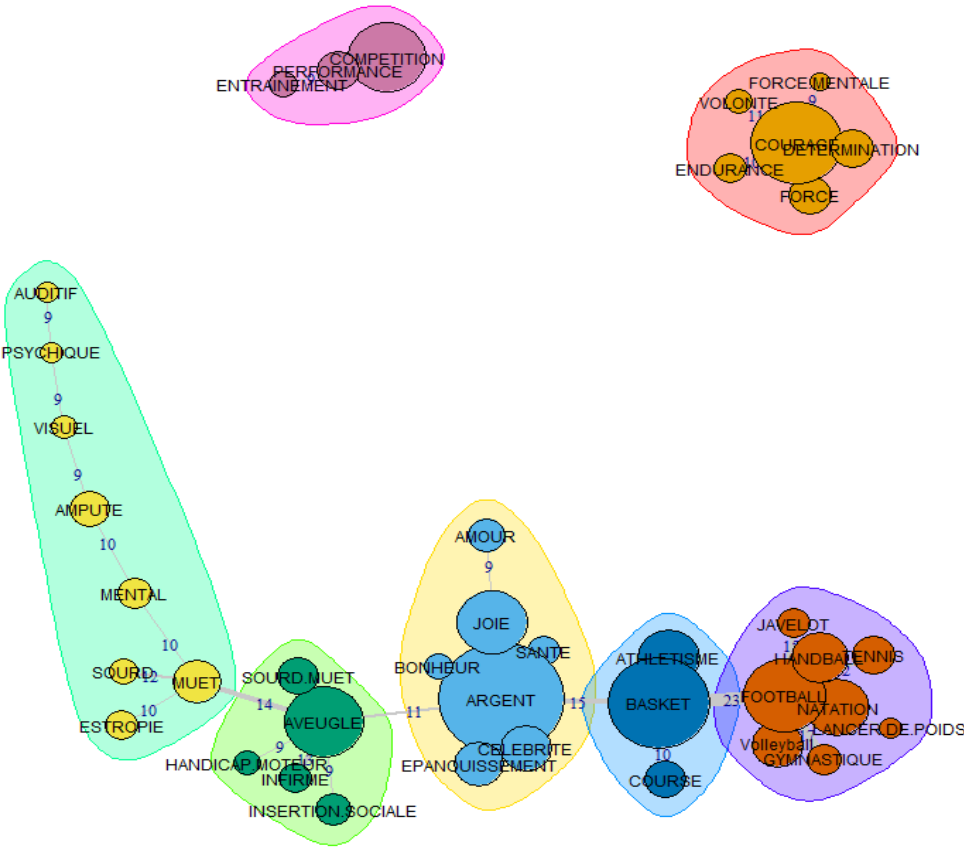 COMPETITION
PERFORMANCE
9
ENTRAINEMENT
FORCE.MENTALE
9
VOLONTE
11
COURAGE
DETERMINATION
ENDURANCE
10
FORCE
AUDITIF
9
PSYCHIQUE
9
VISUEL
9
AMPUTE
10
MENTAL
10
SOURD
12
MUET
10
ESTROPIE
14
SOURD.MUET
AVEUGLE
9
HANDICAP.MOTEUR
9
INFIRME
INSERTION.SOCIALE
11
AMOUR
9
JOIE
SANTE
BONHEUR
ARGENT
CELEBRITE
EPANOUISSEMENT
15
ATHLETISME
BASKET
10
COURSE
23
JAVELOT
HANDBALL
TENNIS
FOOTBALL
NATATION
LANCER.DE.POIDS
Volleyball
GYMNASTIQUE